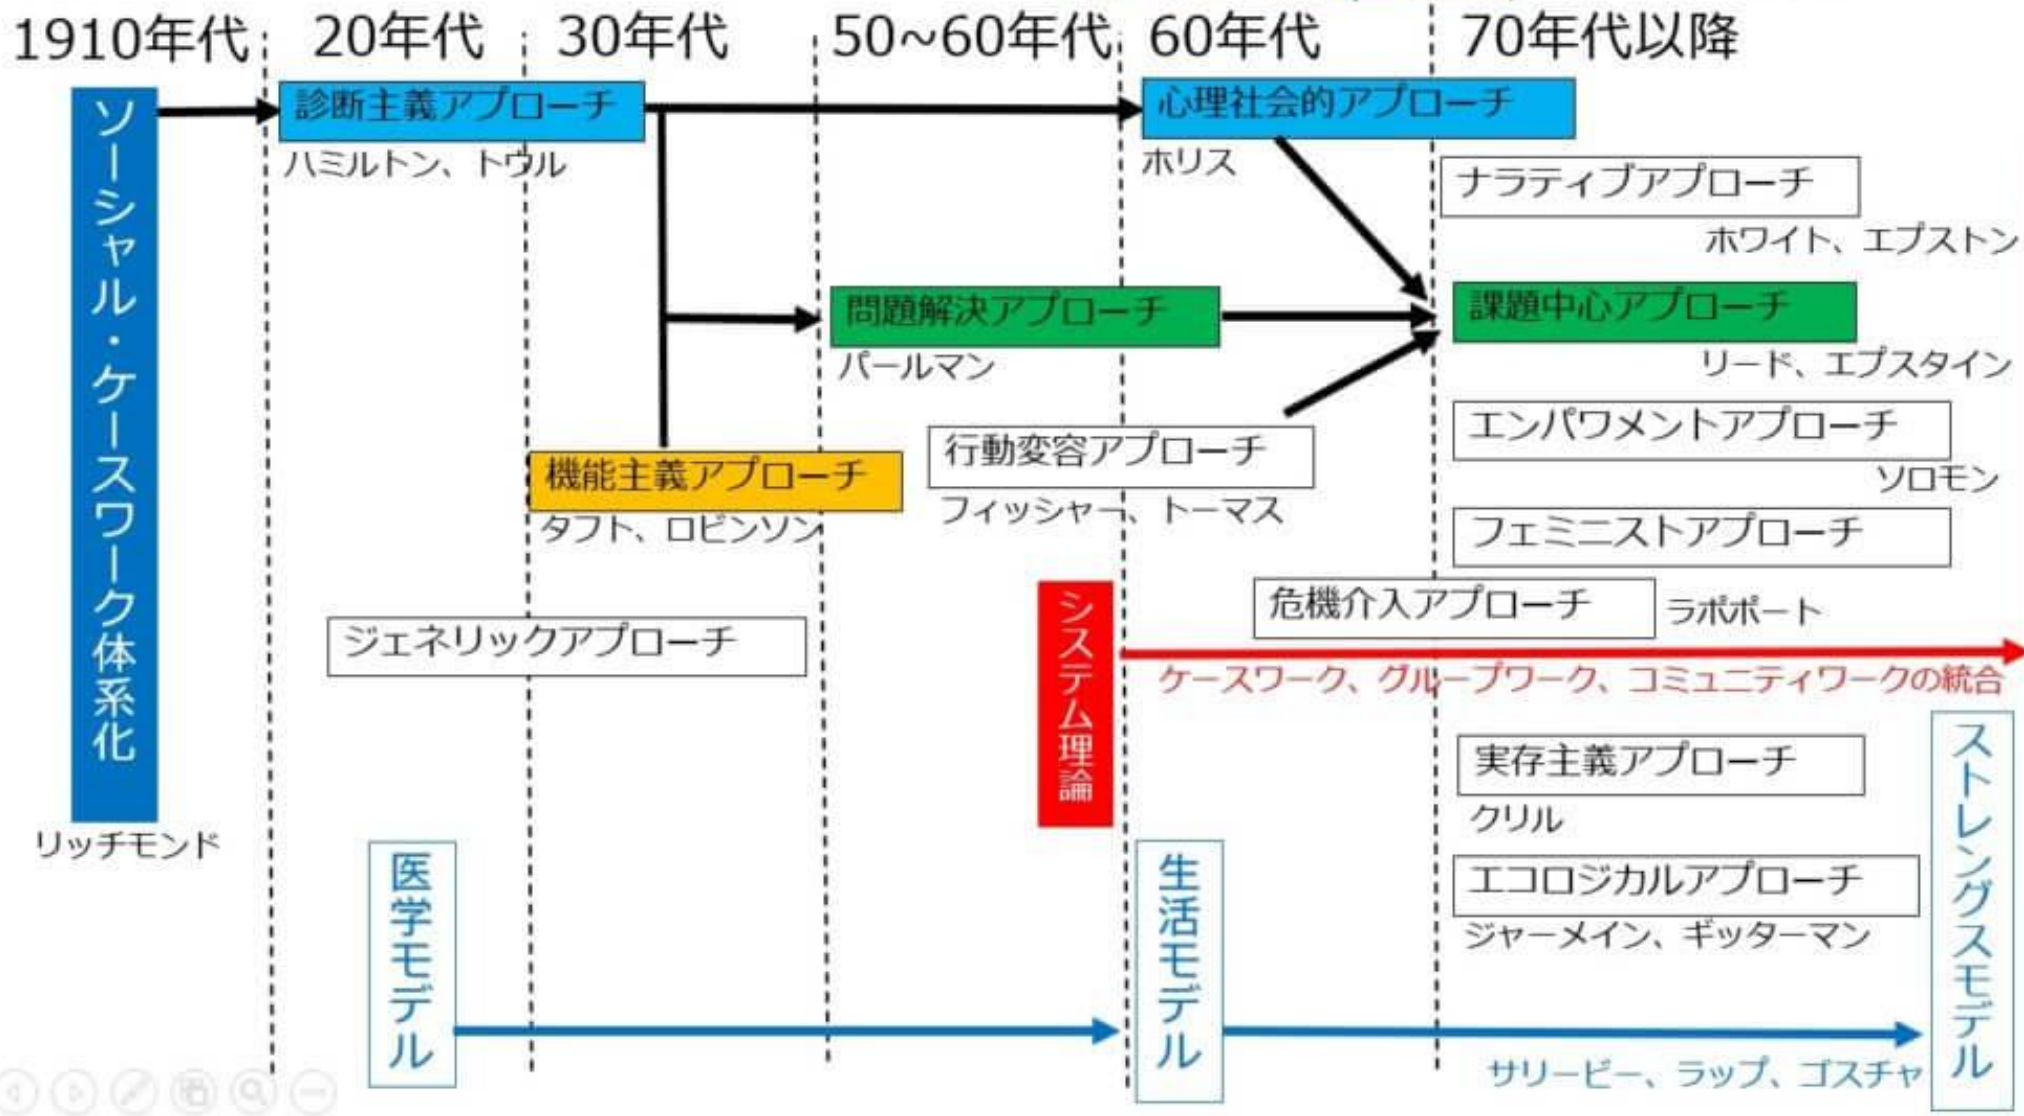 1910年代
20年代
30年代
50~60年代
60年代
70年代以降
ソーシャル・ケースワーク体系化
リッチモンド
診断主義アプローチ
ハミルトン、トウル
心理社会的アプローチ
ホリス
ナラティブアプローチ
ホワイト、エプストン
問題解決アプローチ
パールマン
課題中心アプローチ
リード、エプスタイン
機能主義アプローチ
タフト、ロビンソン
行動変容アプローチ
フィッシャー、トーマス
エンパワメントアプローチ
ソロモン
フェミニストアプローチ
ジェネリックアプローチ
システム理論
危機介入アプローチ
ラポポート
ケースワーク、グループワーク、コミュニティワークの統合
実存主義アプローチ
クリル
エコロジカルアプローチ
ジャーメイン、ギッターマン
医学モデル
生活モデル
ストレングスモデル
サリービー、ラップ、ゴスチャ